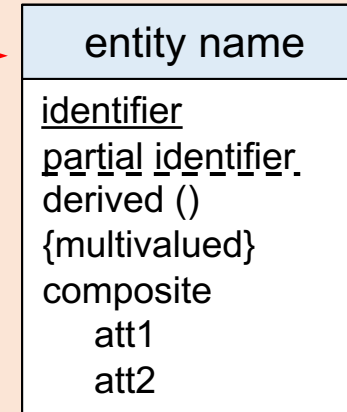 entity name
identifier
partial identifier
derived ()
{multivalued}
composite
att1
att2